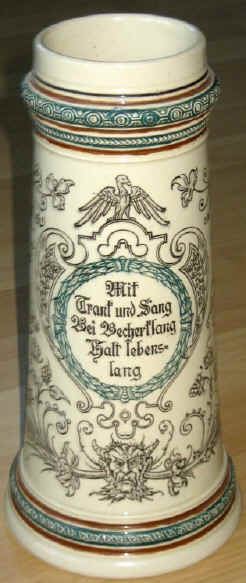 Mit
Trank und Sang
Bei Becherklang
Halt lebens-
lang